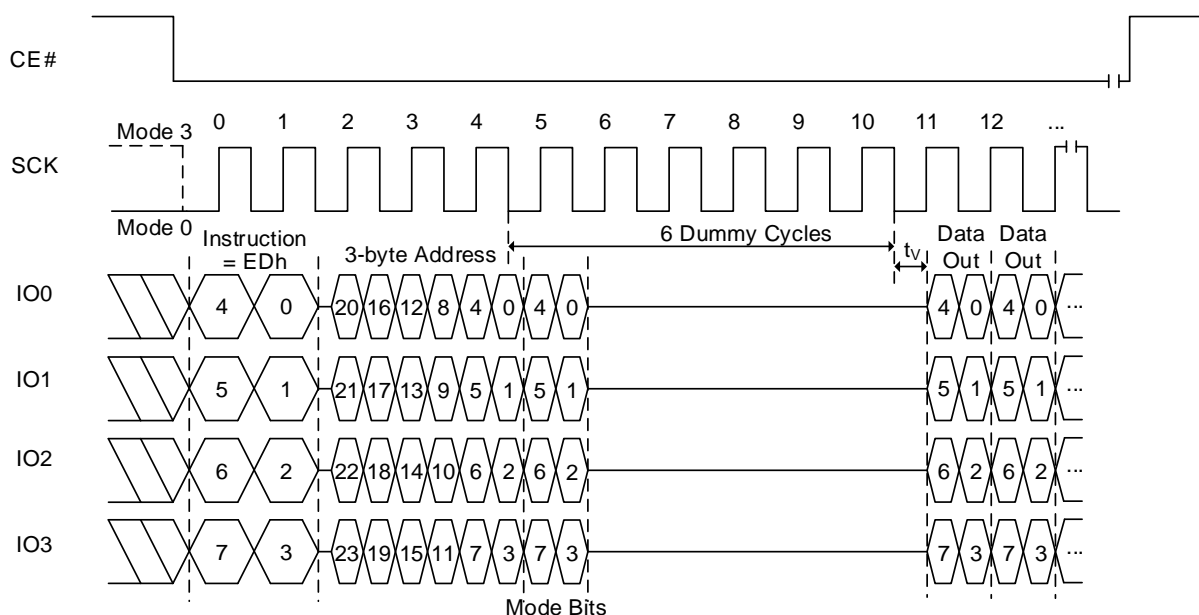 CE#
0 1 2 3 4 5 6 7 8 9 10 11 12 ...
Mode 3
SCK
Mode 0
Instruction
= EDh
3-byte Address
6 Dummy Cycles
tV
Data
Out
Data
Out
IO0 4 0 20 16 12 8 4 0 4 0 4 0 4 0 ...
IO1 5 1 21 17 13 9 5 1 5 1 5 1 5 1 ...
IO2 6 2 22 18 14 10 6 2 6 2 6 2 6 2 ...
IO3 7 3 23 19 15 11 7 3 7 3 7 3 7 3 ...
Mode Bits